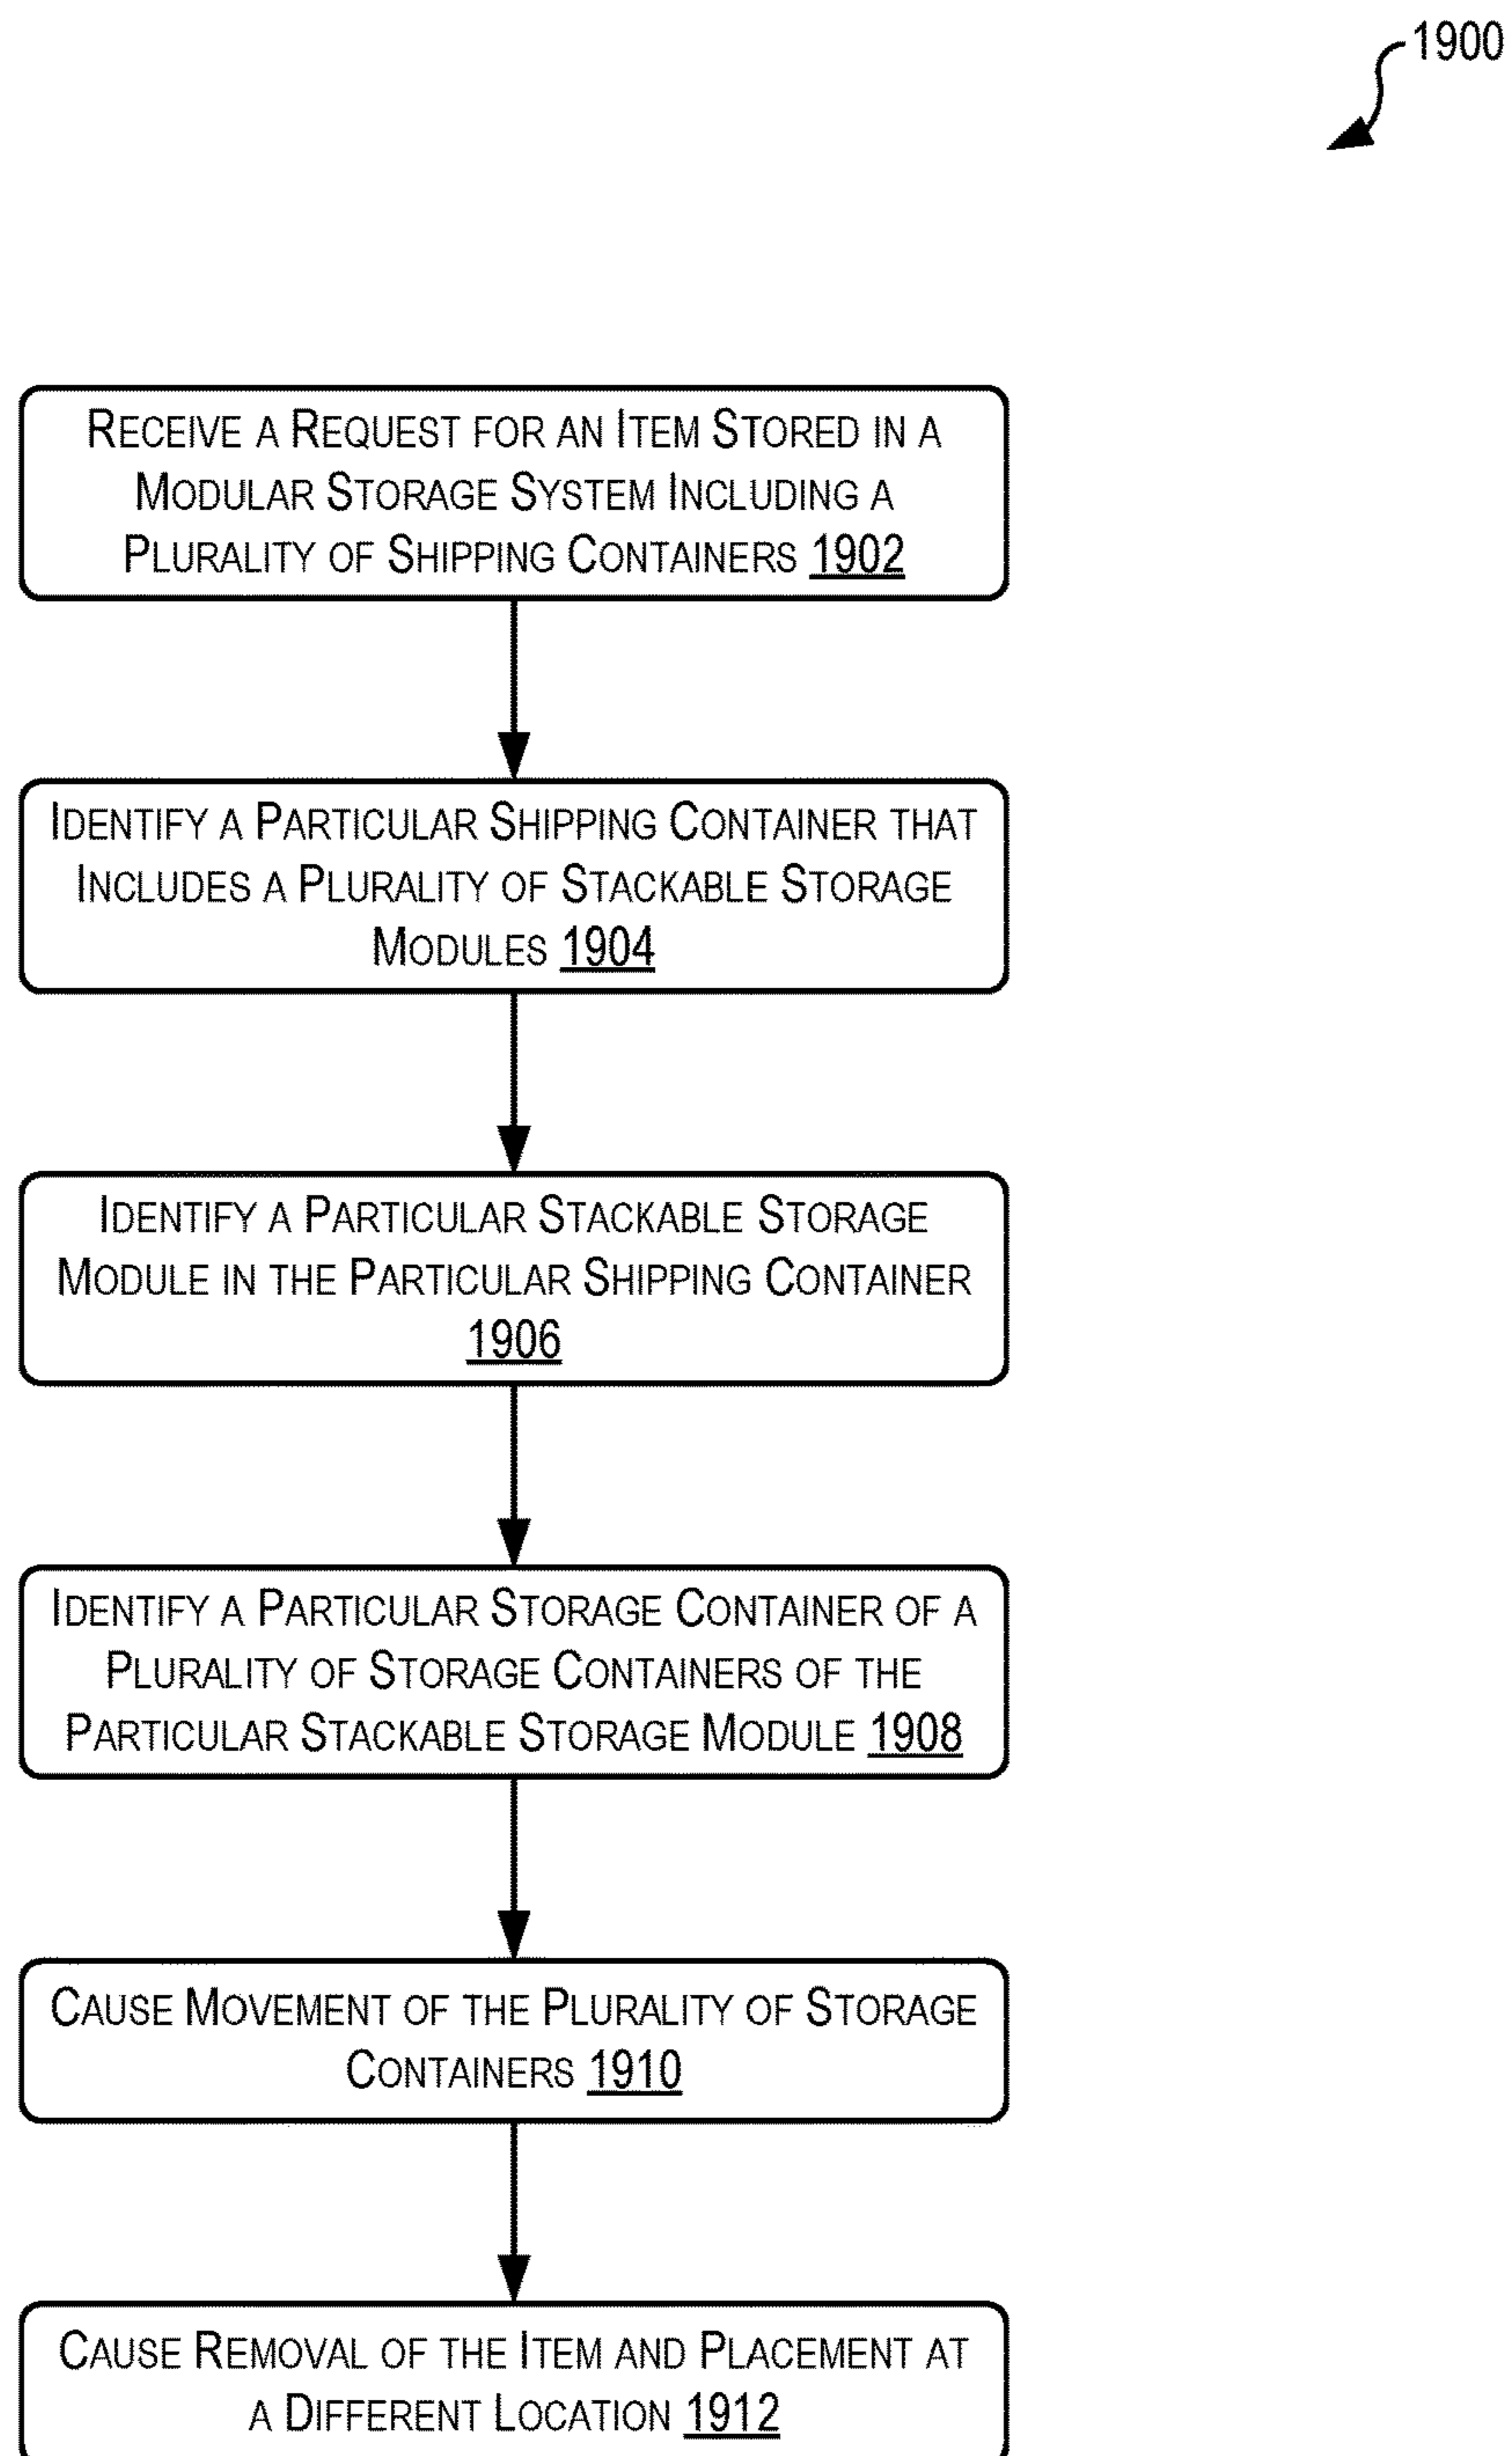 1900
Receive a Request for an Item Stored in a
Modular Storage System Including a
Plurality of Shipping Containers 1902
Identify a Particular Shipping Container that
Includes a Plurality of Stackable Storage
Modules 1904
Identify a Particular Stackable Storage
Module in the Particular Shipping Container
1906
Identify a Particular Storage Container of a
Plurality of Storage Containers of the
Particular Stackable Storage Module 1908
Cause Movement of the Plurality of Storage
Containers 1910
Cause Removal of the Item and Placement at
a Different Location 1912